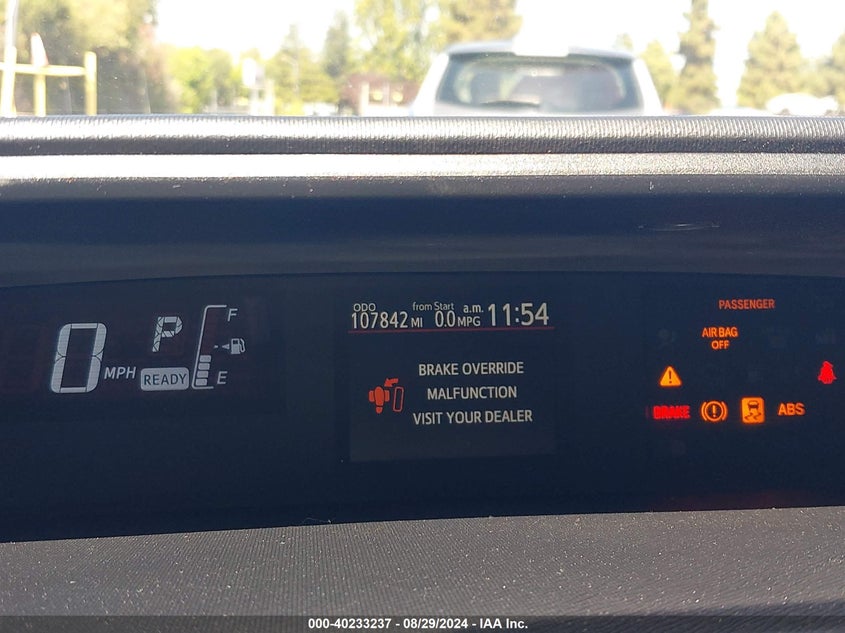 F
P
0 MPH
READY
E
ODO from Start a.m.
107842 MI 0.0 MPG 11:54
BRAKE OVERRIDE
MALFUNCTION
VISIT YOUR DEALER
PASSENGER
AIR BAG
OFF
BRAKE ABS
000-40233237 - 08/29/2024 - IAA Inc.